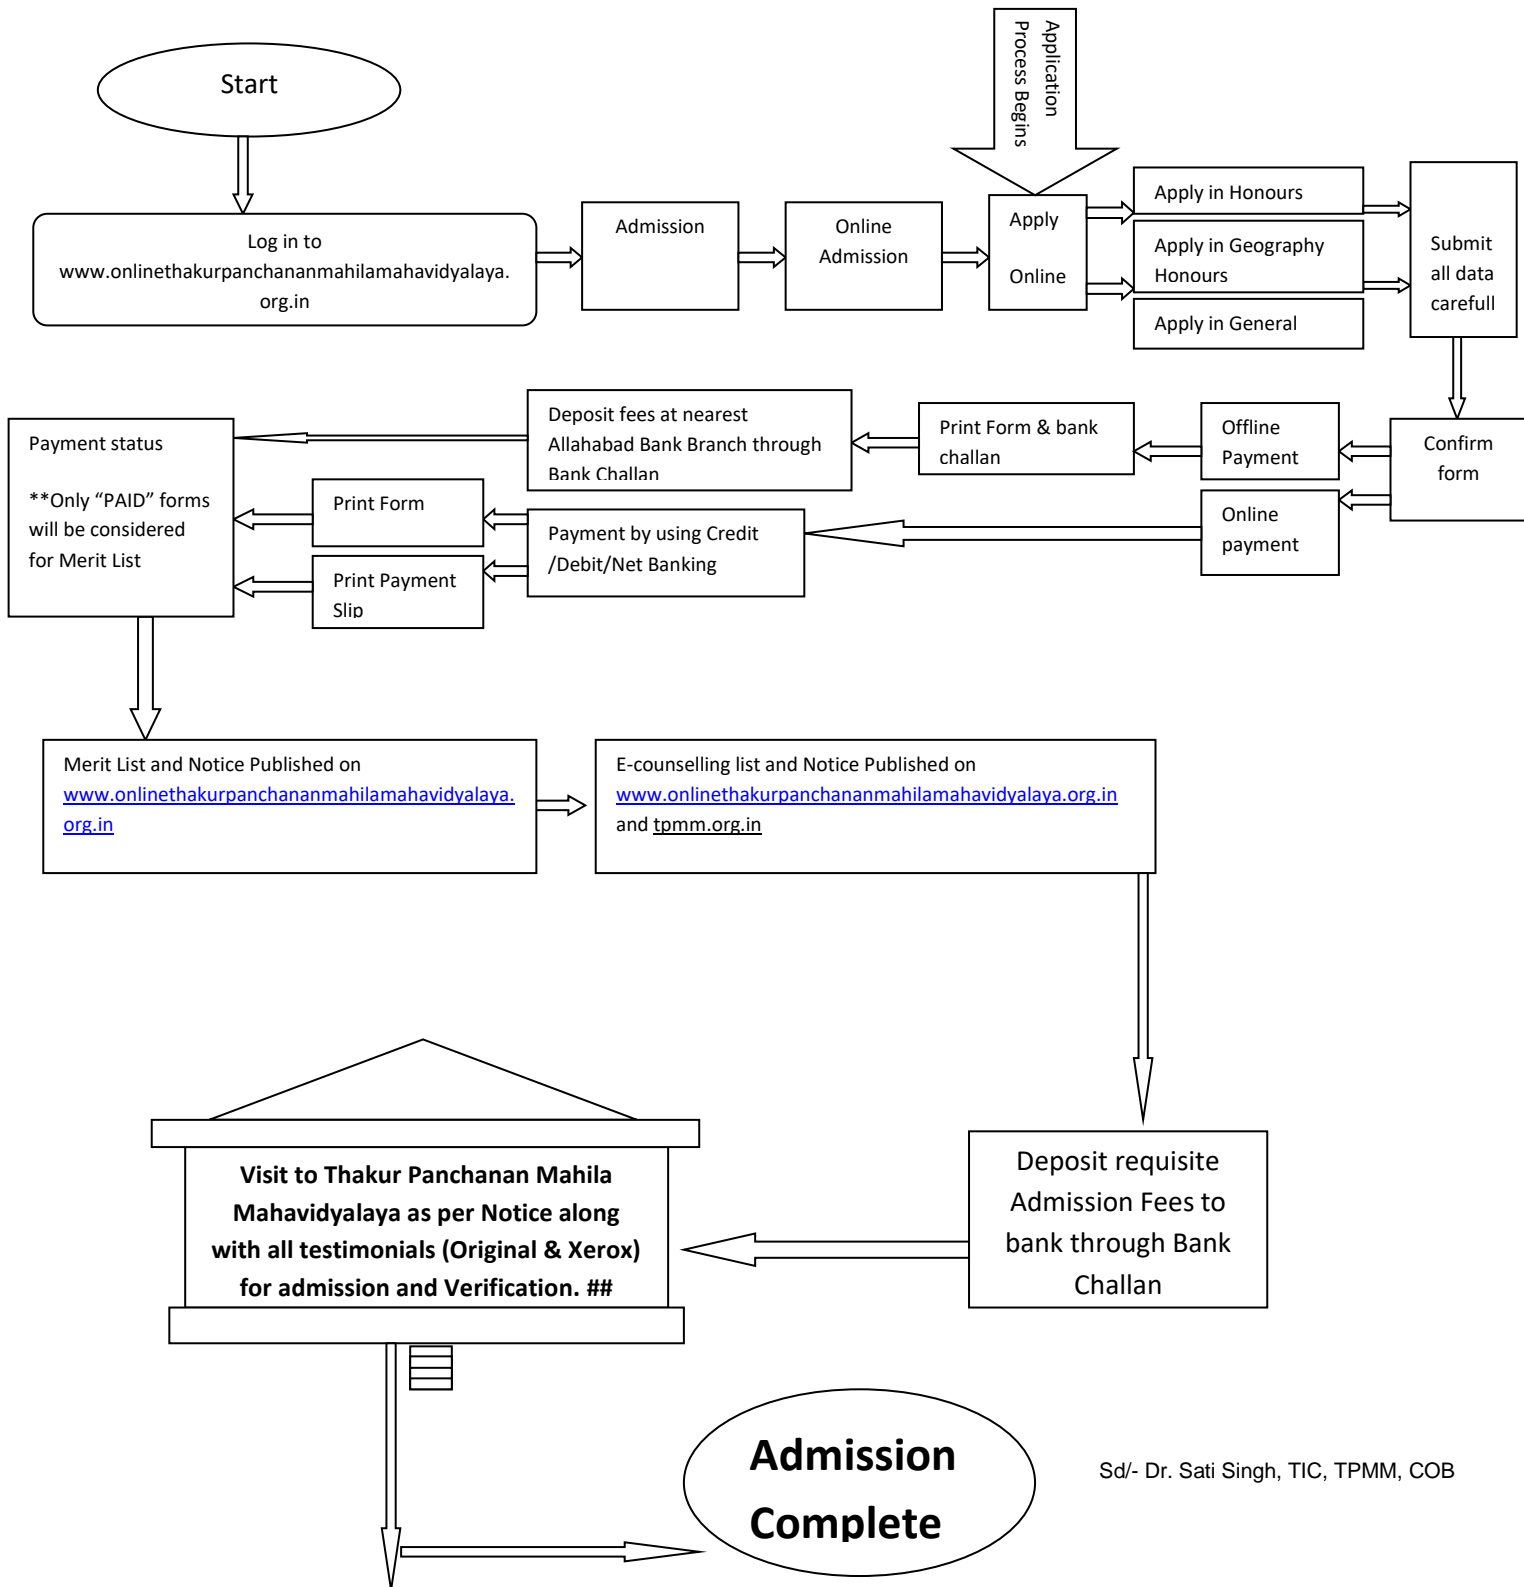 Start
Application
Process Begins
Log in to
www.onlinethakurpanchananmahilamahavidyalaya.
org.in
Admission
Online
Admission
Apply
Online
Apply in Honours
Apply in Geography
Honours
Apply in General
Submit
all data
carefull
Confirm
form
Offline
Payment
Online
payment
Print Form & bank
challan
Deposit fees at nearest
Allahabad Bank Branch through
Bank Challan
Payment by using Credit
/Debit/Net Banking
Print Form
Print Payment
Slip
Payment status
**Only “PAID” forms
will be considered
for Merit List
Merit List and Notice Published on
www.onlinethakurpanchananmahilamahavidyalaya.
org.in
E-counselling list and Notice Published on
www.onlinethakurpanchananmahilamahavidyalaya.org.in
and tpmm.org.in
Deposit requisite
Admission Fees to
bank through Bank
Challan
Visit to Thakur Panchanan Mahila
Mahavidyalaya as per Notice along
with all testimonials (Original & Xerox)
for admission and Verification. ##
Admission
Complete
Sd/- Dr. Sati Singh, TIC, TPMM, COB